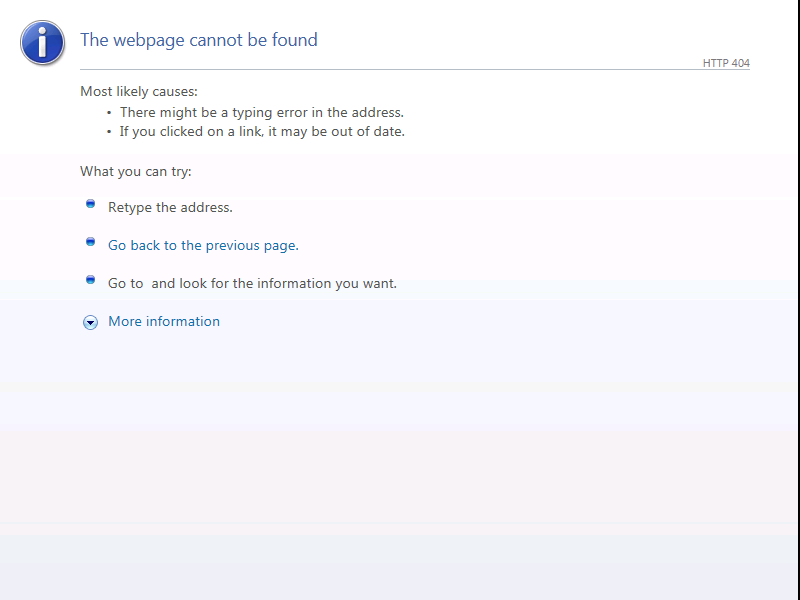 The webpage cannot be found
HTTP 404
Most likely causes:
• There might be a typing error in the address.
• If you clicked on a link, it may be out of date.
What you can try:
Retype the address.
Go back to the previous page.
Go to  and look for the information you want.
More information